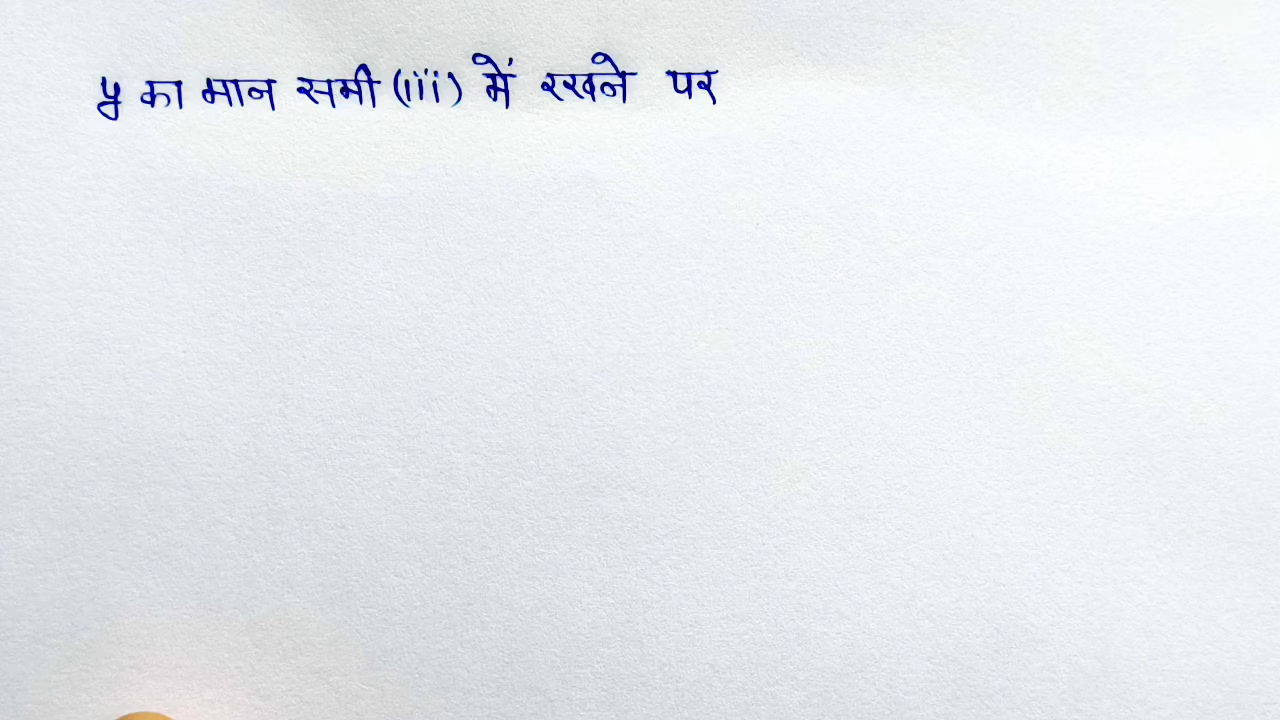 y का मान समी (iii) में रखने पर